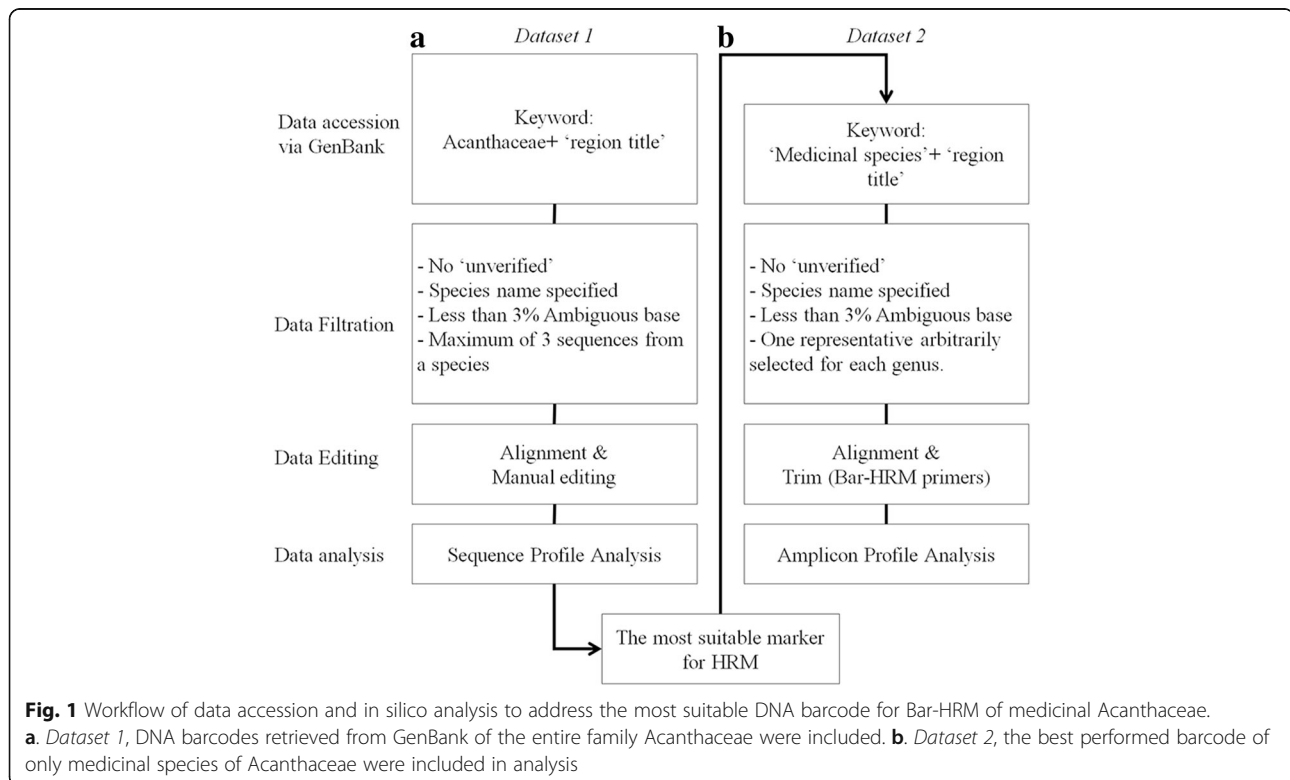 a
Dataset 1
b
Dataset 2
Data accession
via GenBank
Keyword:
Acanthaceae+ ‘region title’
Keyword:
‘Medicinal species’+ ‘region
title’
Data Filtration
- No ‘unverified’
- Species name specified
- Less than 3% Ambiguous base
- Maximum of 3 sequences from
a species
- No ‘unverified’
- Species name specified
- Less than 3% Ambiguous base
- One representative arbitrarily
selected for each genus.
Data Editing
Alignment &
Manual editing
Alignment &
Trim (Bar-HRM primers)
Data analysis
Sequence Profile Analysis
Amplicon Profile Analysis
The most suitable marker
for HRM
Fig. 1 Workflow of data accession and in silico analysis to address the most suitable DNA barcode for Bar-HRM of medicinal Acanthaceae.
a. Dataset 1, DNA barcodes retrieved from GenBank of the entire family Acanthaceae were included. b. Dataset 2, the best performed barcode of
only medicinal species of Acanthaceae were included in analysis